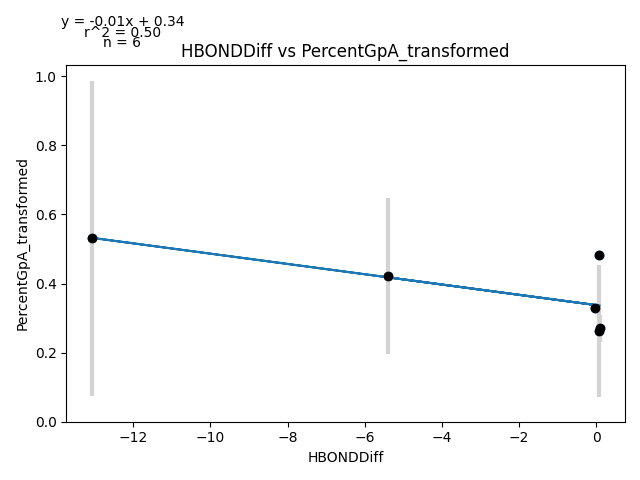 y = -0.01x + 0.34
r^2 = 0.50
n = 6
HBONDDiff vs PercentGpA_transformed
1.0
0.8
0.6
0.4
0.2
0.0
PercentGpA_transformed
−12
−10
−8
−6
−4
−2
0
HBONDDiff